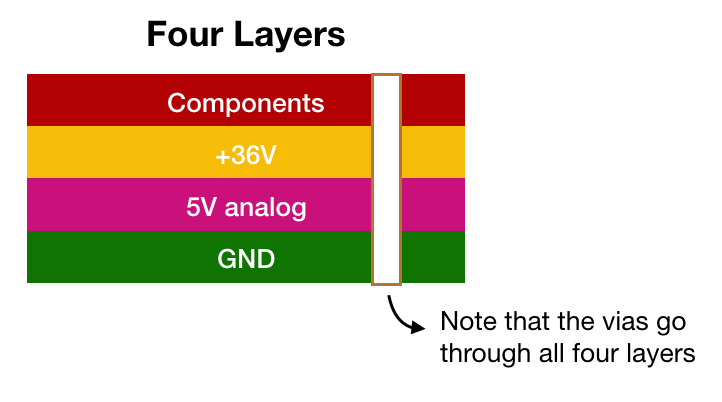 Four Layers
Components
+36V
5V analog
GND
Note that the vias go
through all four layers